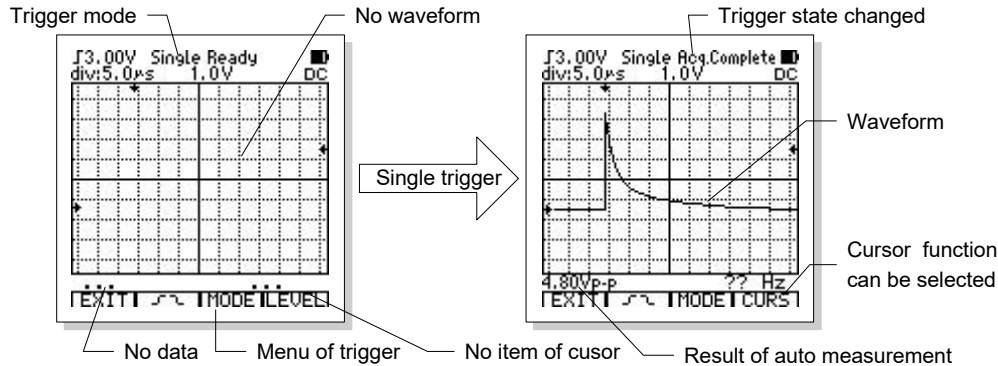 Trigger mode
No waveform
Trigger state changed
3.00V Single Ready
div:5.0µs 1.0V DC
3.00V Single Acq.Complete
div:5.0µs 1.0V DC
Waveform
Single trigger
Cursor function
can be selected
...
...
EXIT MODE LEVEL
4.80Vp-p ?? Hz
EXIT MODE CURS
No data
Menu of trigger
No item of cusor
Result of auto measurement